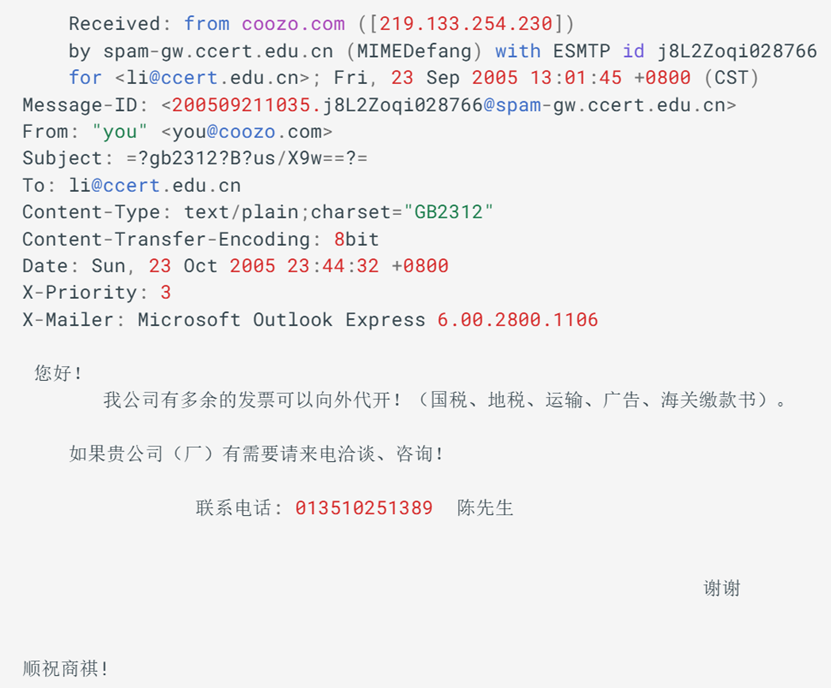 Received: from coozo.com ([219.133.254.230])
by spam-gw.ccert.edu.cn (MIMEDefang) with ESMTP id j8L2Zoqi028766
for <li@ccert.edu.cn>; Fri, 23 Sep 2005 13:01:45 +0800 (CST)
Message-ID: <200509211035.j8L2Zoqi028766@spam-gw.ccert.edu.cn>
From: "you" <you@coozo.com>
Subject: =?gb2312?B?us/X9w==?=
To: li@ccert.edu.cn
Content-Type: text/plain;charset="GB2312"
Content-Transfer-Encoding: 8bit
Date: Sun, 23 Oct 2005 23:44:32 +0800
X-Priority: 3
X-Mailer: Microsoft Outlook Express 6.00.2800.1106
您好！
我公司有多余的发票可以向外代开！（国税、地税、运输、广告、海关缴款书）。
如果贵公司（厂）有需要请来电洽谈、咨询！
联系电话: 013510251389 陈先生
谢谢
顺祝商祺!